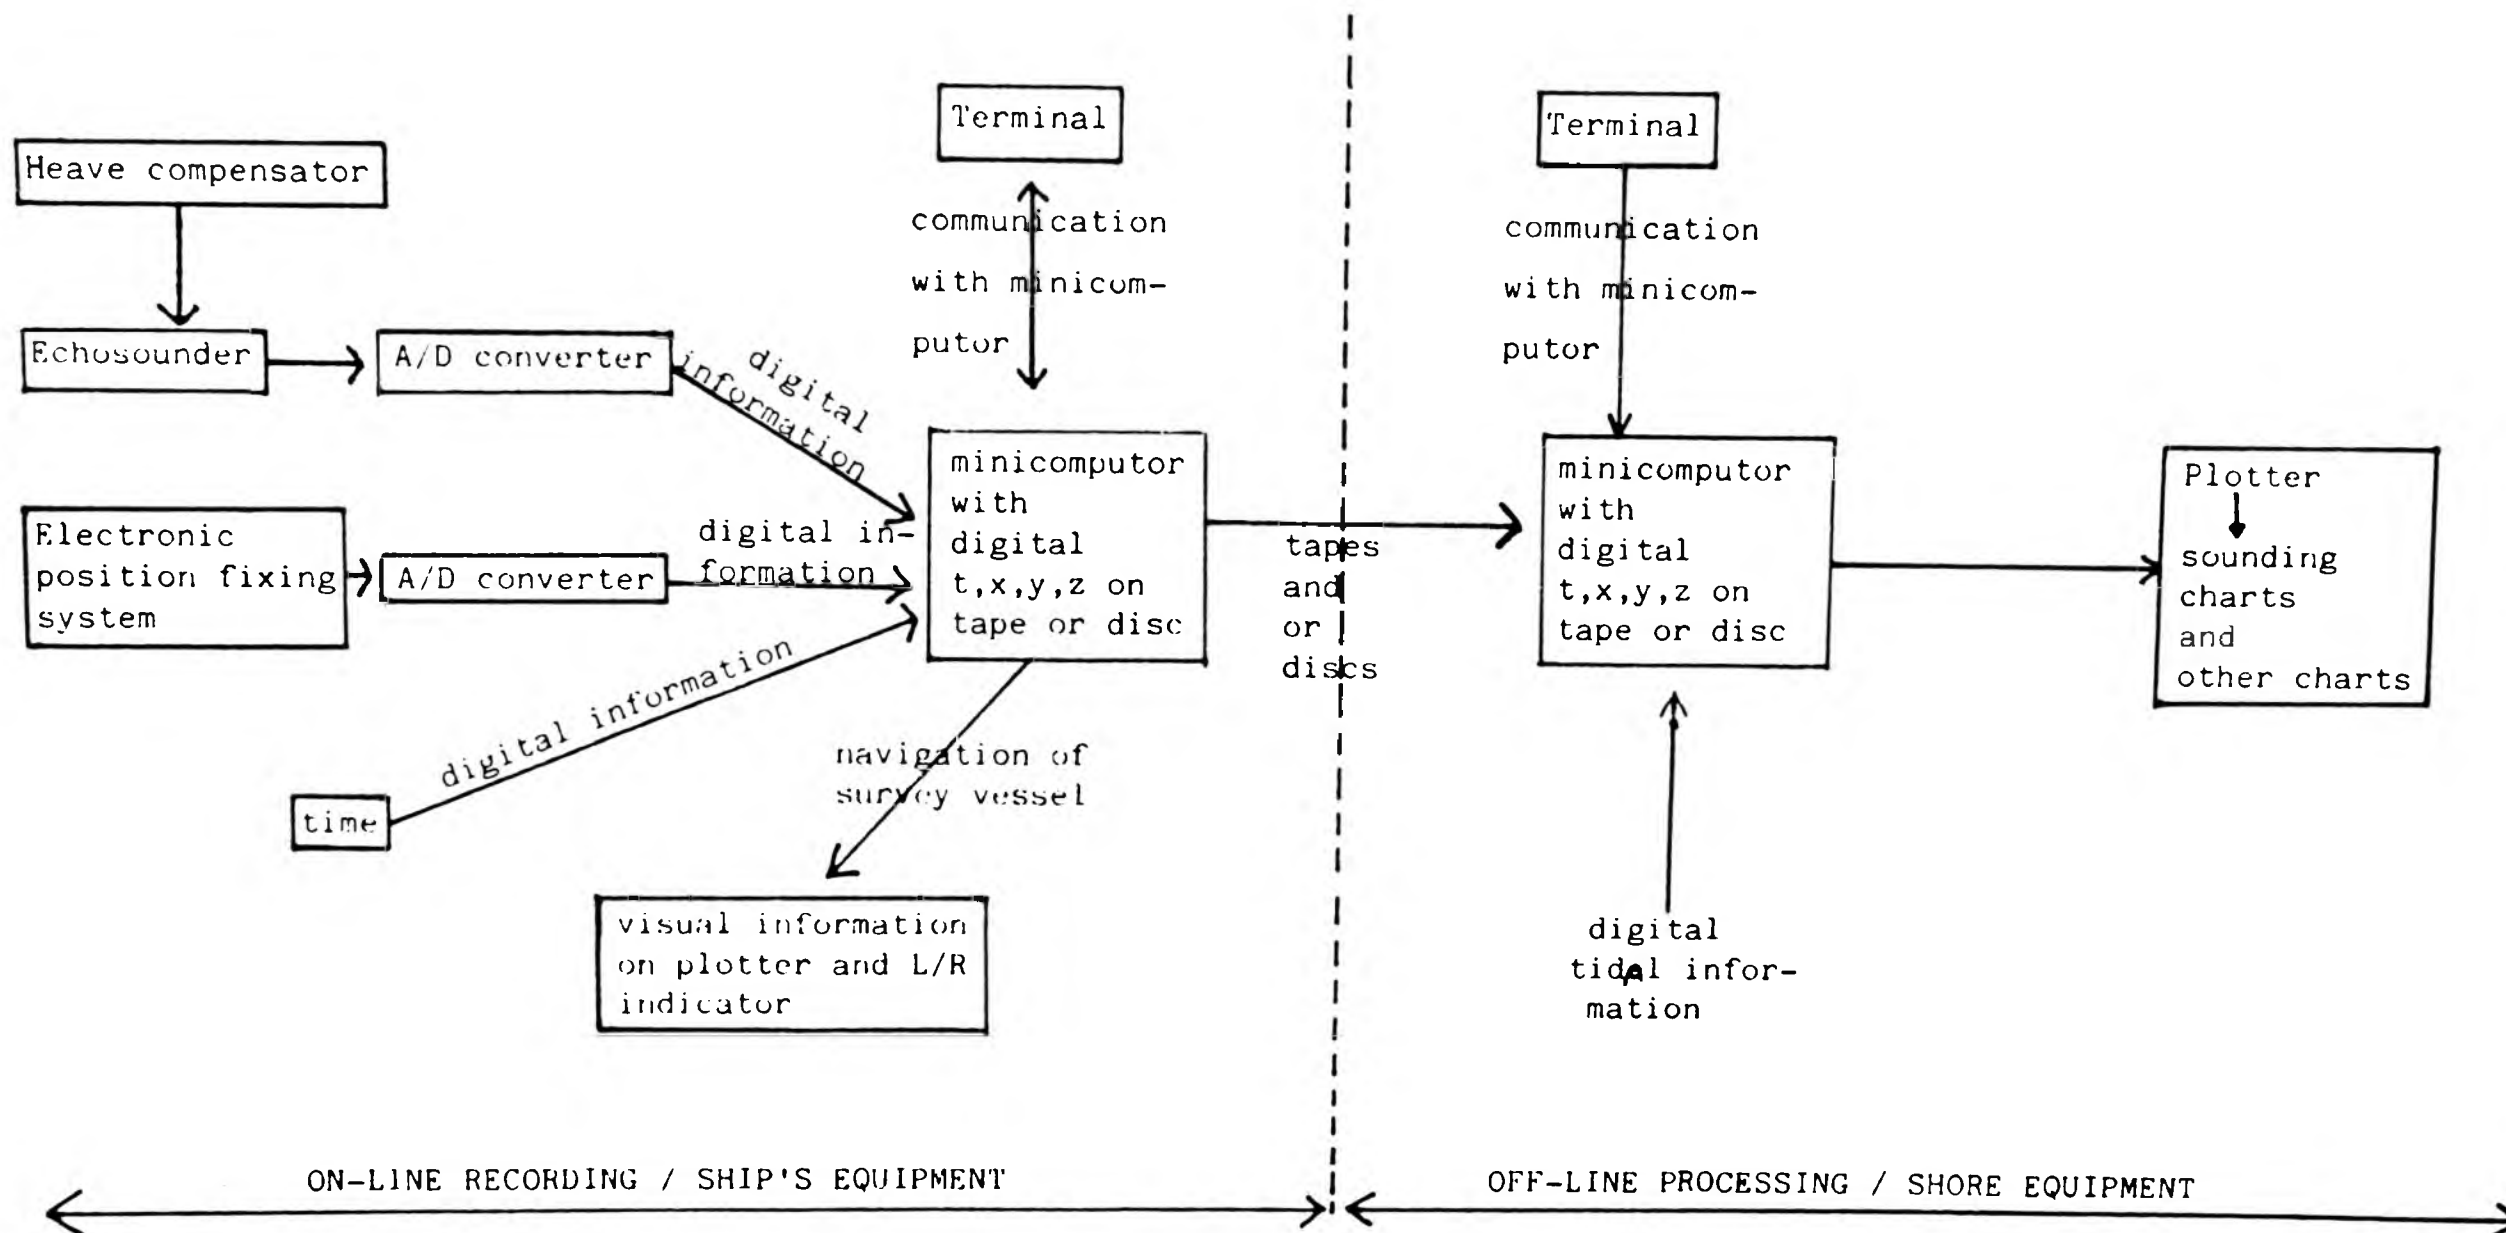 Terminal
Terminal
Heave compensator
communication
with minicom-
putor
communication
with minicom-
putor
Echosounder
A/D converter
digital
information
minicomputor
with
digital
t,x,y,z on
tape or disc
minicomputor
with
digital
t,x,y,z on
tape or disc
Plotter
sounding
charts
and
other charts
Electronic
position fixing
system
A/D converter
digital in-
formation
tapes
and
or
discs
digital information
time
navigation of
survey vessel
visual information
on plotter and L/R
indicator
digital
tidal infor-
mation
ON-LINE RECORDING / SHIP'S EQUIPMENT
OFF-LINE PROCESSING / SHORE EQUIPMENT